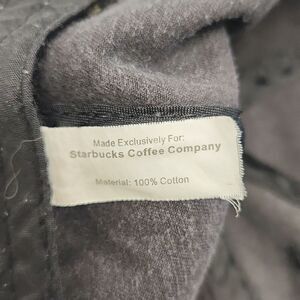 Made Exclusively For:
Starbucks Coffee Company
Material: 100% Cotton